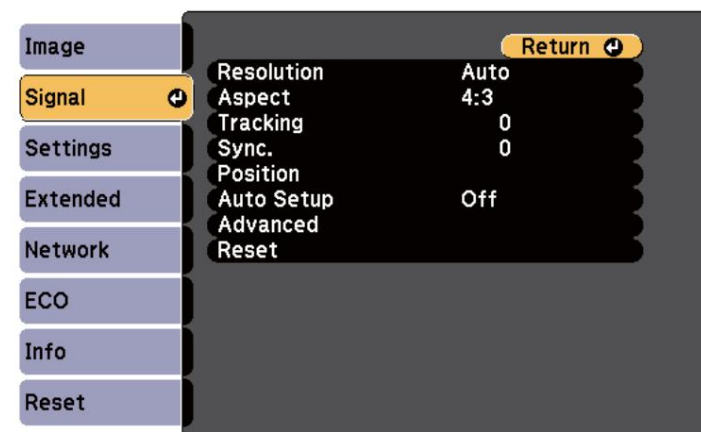 Image
Signal
Settings
Extended
Network
ECO
Info
Reset
Return
Resolution Auto
Aspect 4:3
Tracking 0
Sync. 0
Position
Auto Setup Off
Advanced
Reset